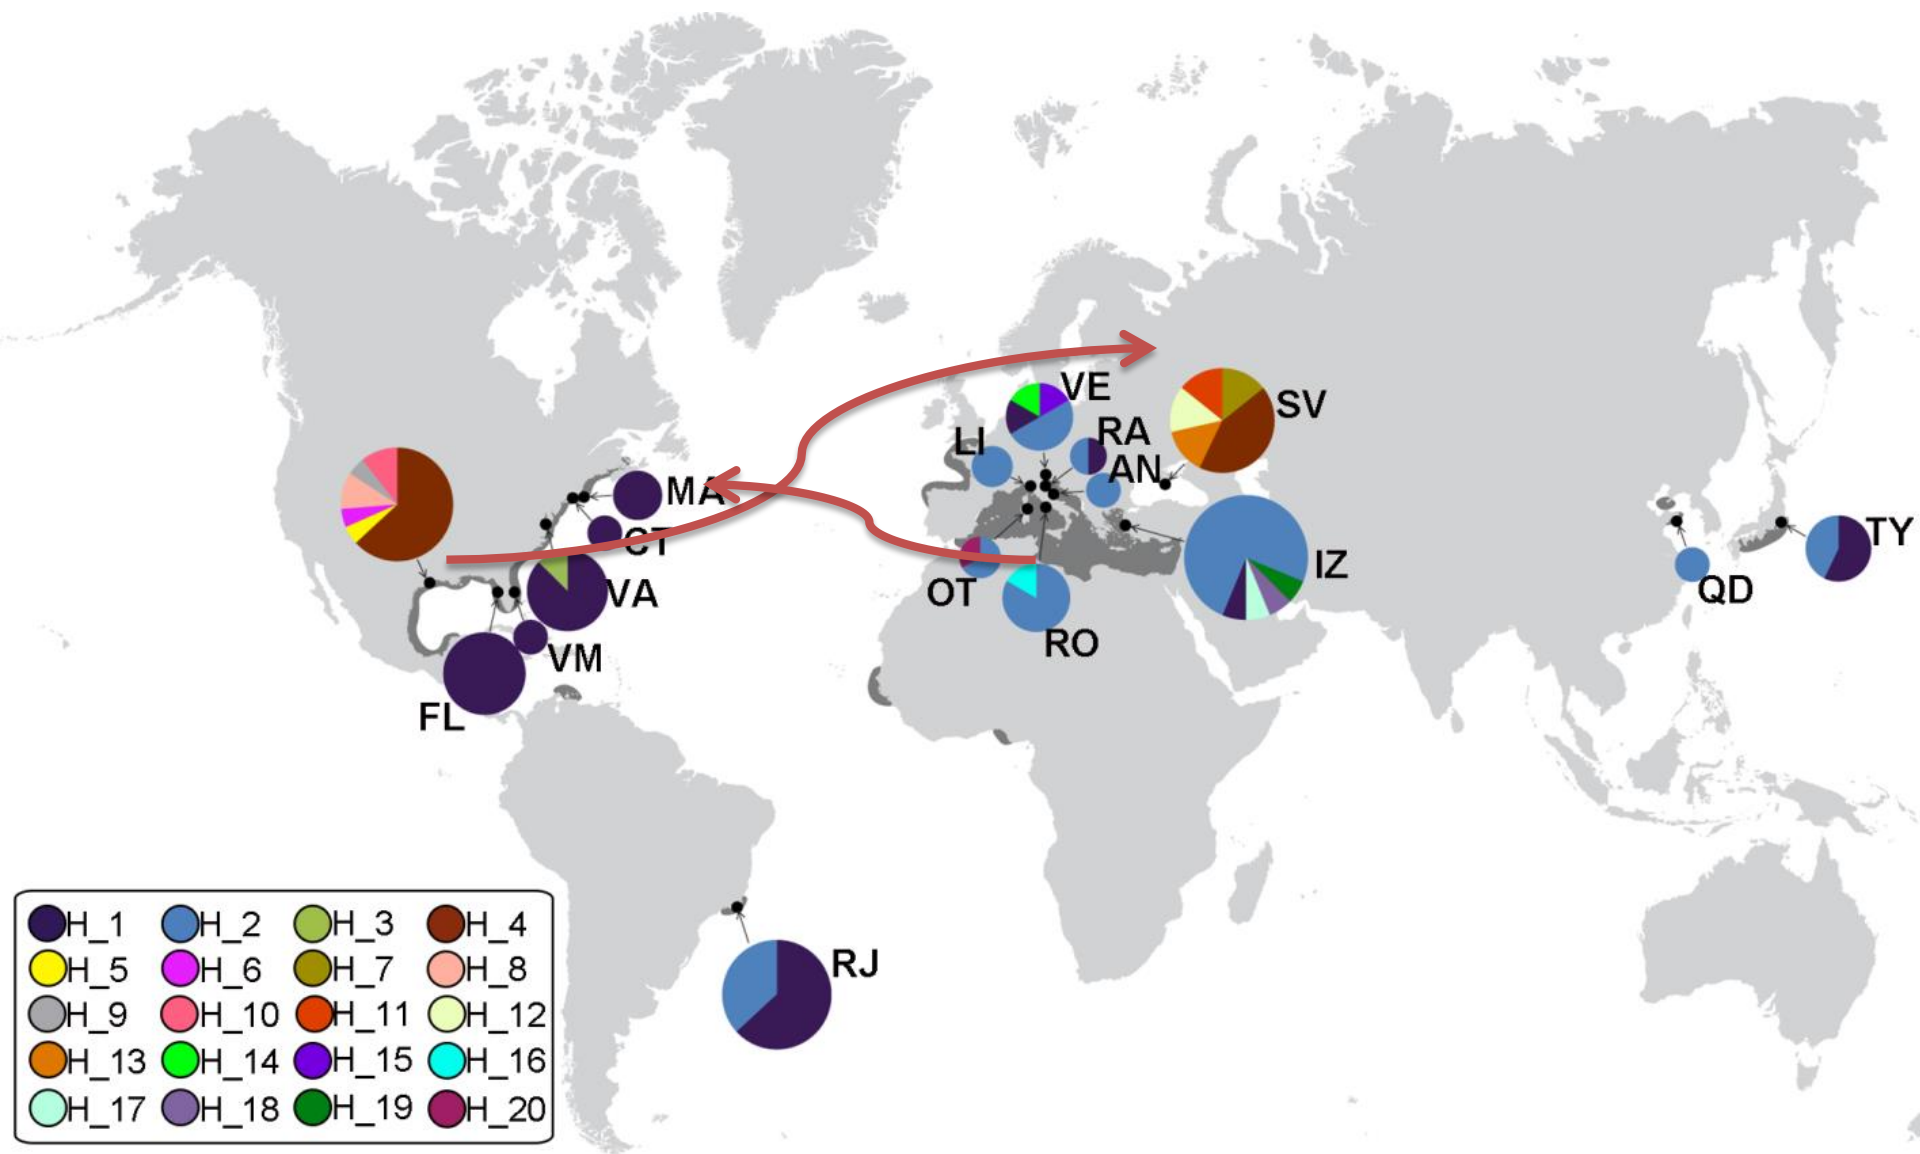 VE
SV
RA
LI
AN
MA
CT
TY
IZ
QD
OT
VA
RO
VM
FL
RJ
H_1 H_2 H_3 H_4
H_5 H_6 H_7 H_8
H_9 H_10 H_11 H_12
H_13 H_14 H_15 H_16
H_17 H_18 H_19 H_20